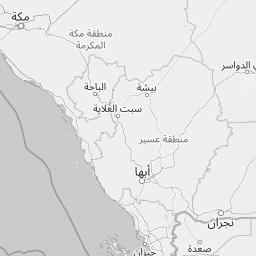 مكة
منطقة مكة
المكرمة
ي الدواسر
الباحة
بيشة
سبت العلاية
منطقة عسير
أبها
نجران
صعدة
جيزان